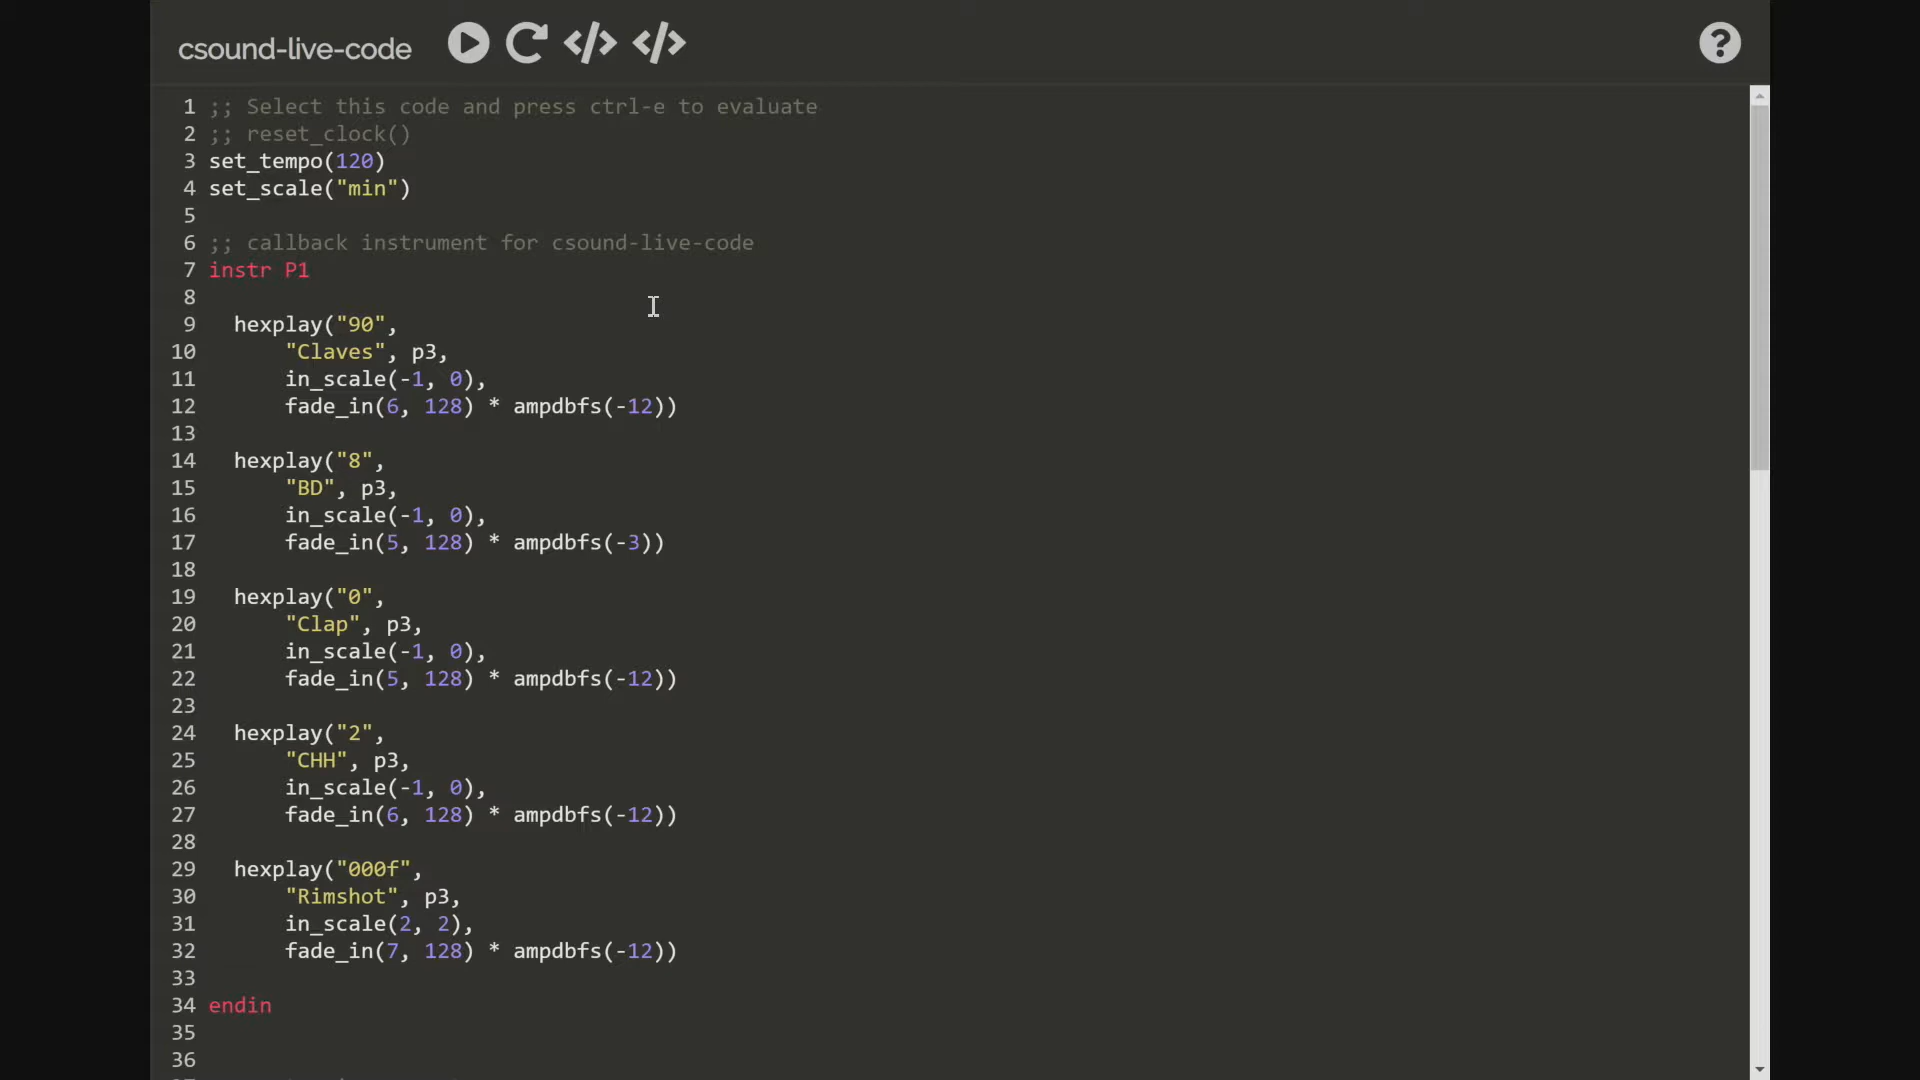 csound-live-code
1 ;; Select this code and press ctrl-e to evaluate
2 ;; reset_clock()
3 set_tempo(120)
4 set_scale("min")
5
6 ;; callback instrument for csound-live-code
7 instr P1
8
9 hexplay("90",
10 "Claves", p3,
11 in_scale(-1, 0),
12 fade_in(6, 128) * ampdbfs(-12))
13
14 hexplay("8",
15 "BD", p3,
16 in_scale(-1, 0),
17 fade_in(5, 128) * ampdbfs(-3))
18
19 hexplay("0",
20 "Clap", p3,
21 in_scale(-1, 0),
22 fade_in(5, 128) * ampdbfs(-12))
23
24 hexplay("2",
25 "CHH", p3,
26 in_scale(-1, 0),
27 fade_in(6, 128) * ampdbfs(-12))
28
29 hexplay("000f",
30 "Rimshot", p3,
31 in_scale(2, 2),
32 fade_in(7, 128) * ampdbfs(-12))
33
34 endin
35
36